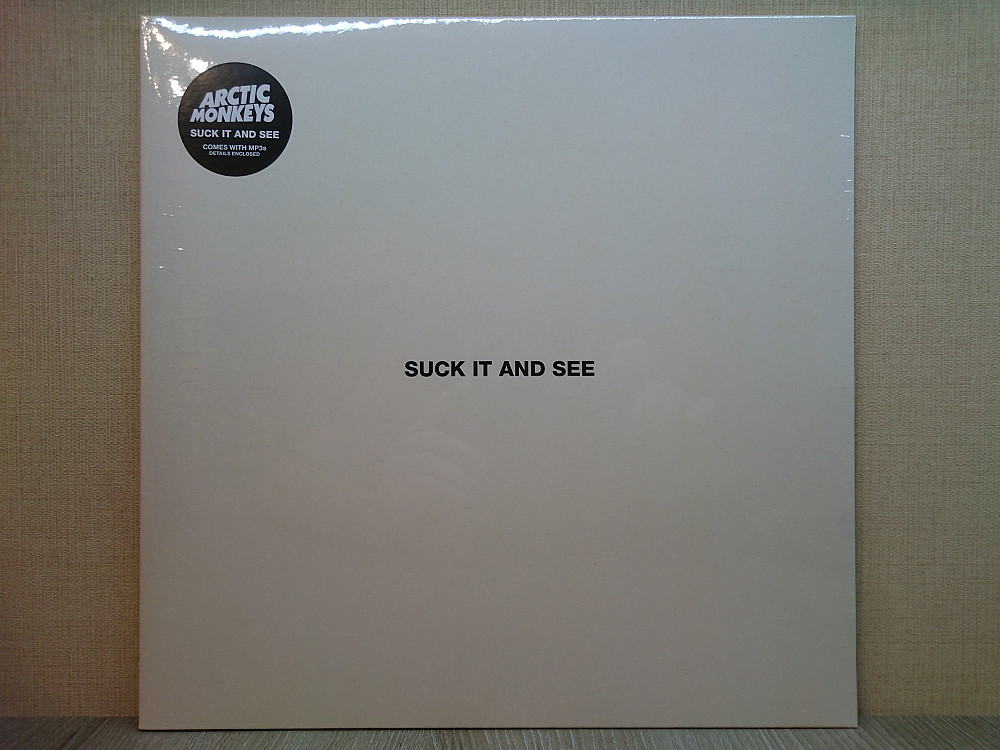 ARCTIC
MONKEYS
SUCK IT AND SEE
COMES WITH MP3s
DETAILS ENCLOSED
SUCK IT AND SEE